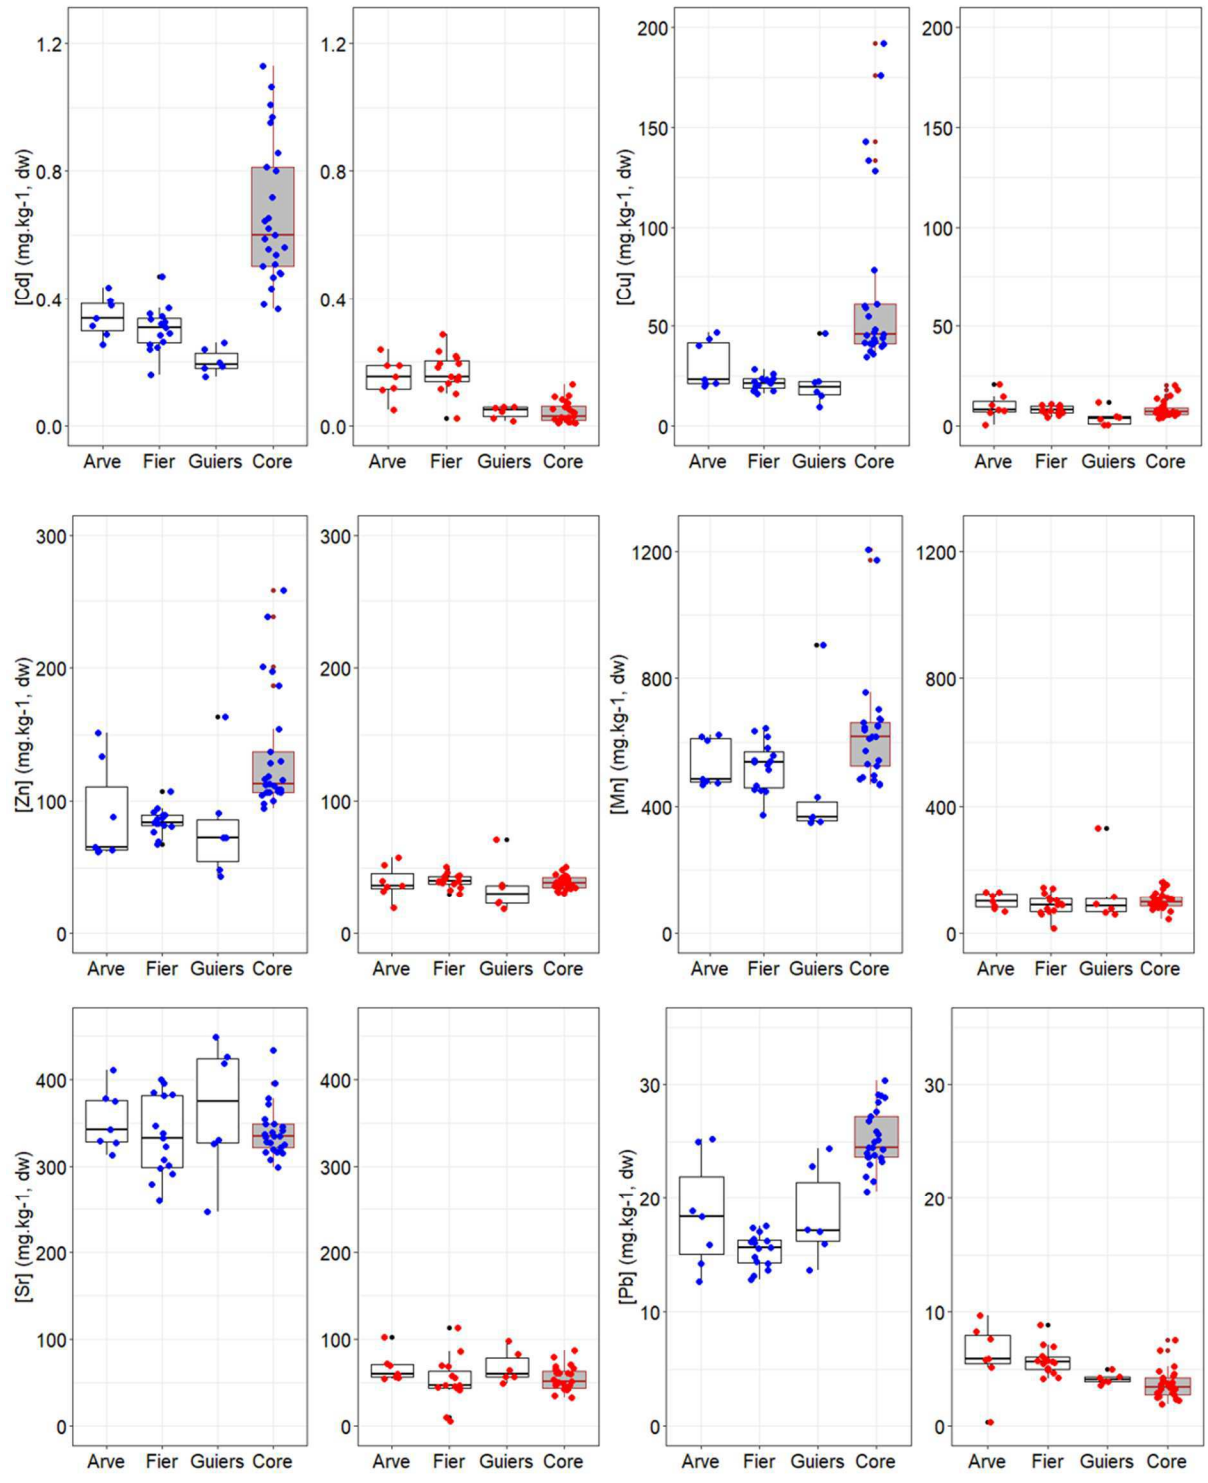 [Cd] (mg.kg-1, dw)
1.2
0.8
0.4
0.0
Arve Fier Guiers Core
1.2
0.8
0.4
0.0
Arve Fier Guiers Core
[Cu] (mg.kg-1, dw)
200
150
100
50
0
Arve Fier Guiers Core
200
150
100
50
0
Arve Fier Guiers Core
[Zn] (mg.kg-1, dw)
300
200
100
0
Arve Fier Guiers Core
300
200
100
0
Arve Fier Guiers Core
[Mn] (mg.kg-1, dw)
1200
800
400
0
Arve Fier Guiers Core
1200
800
400
0
Arve Fier Guiers Core
[Sr] (mg.kg-1, dw)
400
300
200
100
0
Arve Fier Guiers Core
400
300
200
100
0
Arve Fier Guiers Core
[Pb] (mg.kg-1, dw)
30
20
10
0
Arve Fier Guiers Core
30
20
10
0
Arve Fier Guiers Core